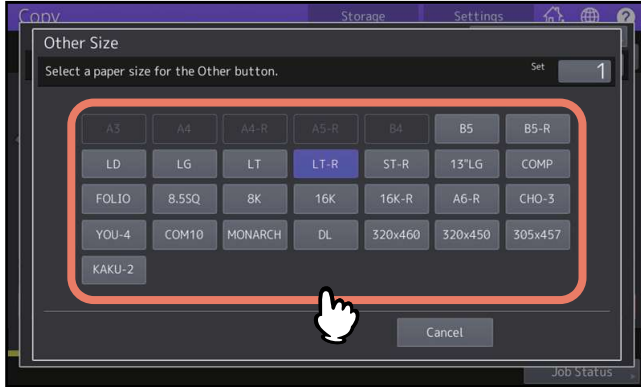 Copy Storage Settings
Other Size
Select a paper size for the Other button. Set 1
A3 A4 A4-R A5-R B4 B5 B5-R
LD LG LT LT-R ST-R 13"LG COMP
FOLIO 8.5SQ 8K 16K 16K-R A6-R CHO-3
YOU-4 COM10 MONARCH DL 320x460 320x450 305x457
KAKU-2
Cancel
Job Status